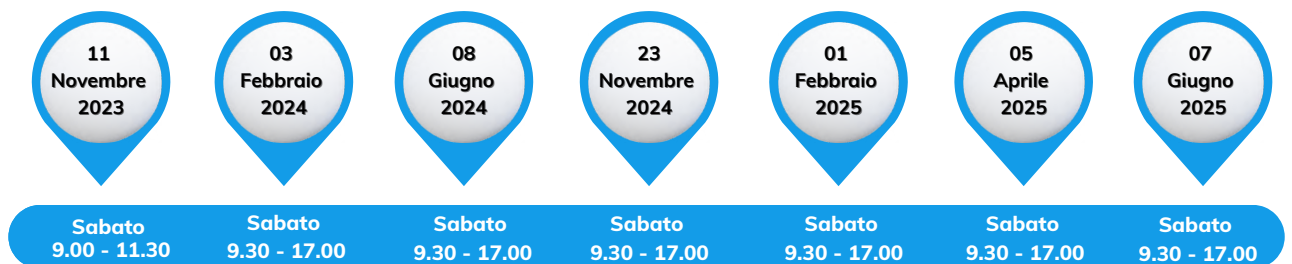 11
Novembre
2023
03
Febbraio
2024
08
Giugno
2024
23
Novembre
2024
01
Febbraio
2025
05
Aprile
2025
07
Giugno
2025
Sabato
9.00 - 11.30
Sabato
9.30 - 17.00
Sabato
9.30 - 17.00
Sabato
9.30 - 17.00
Sabato
9.30 - 17.00
Sabato
9.30 - 17.00
Sabato
9.30 - 17.00